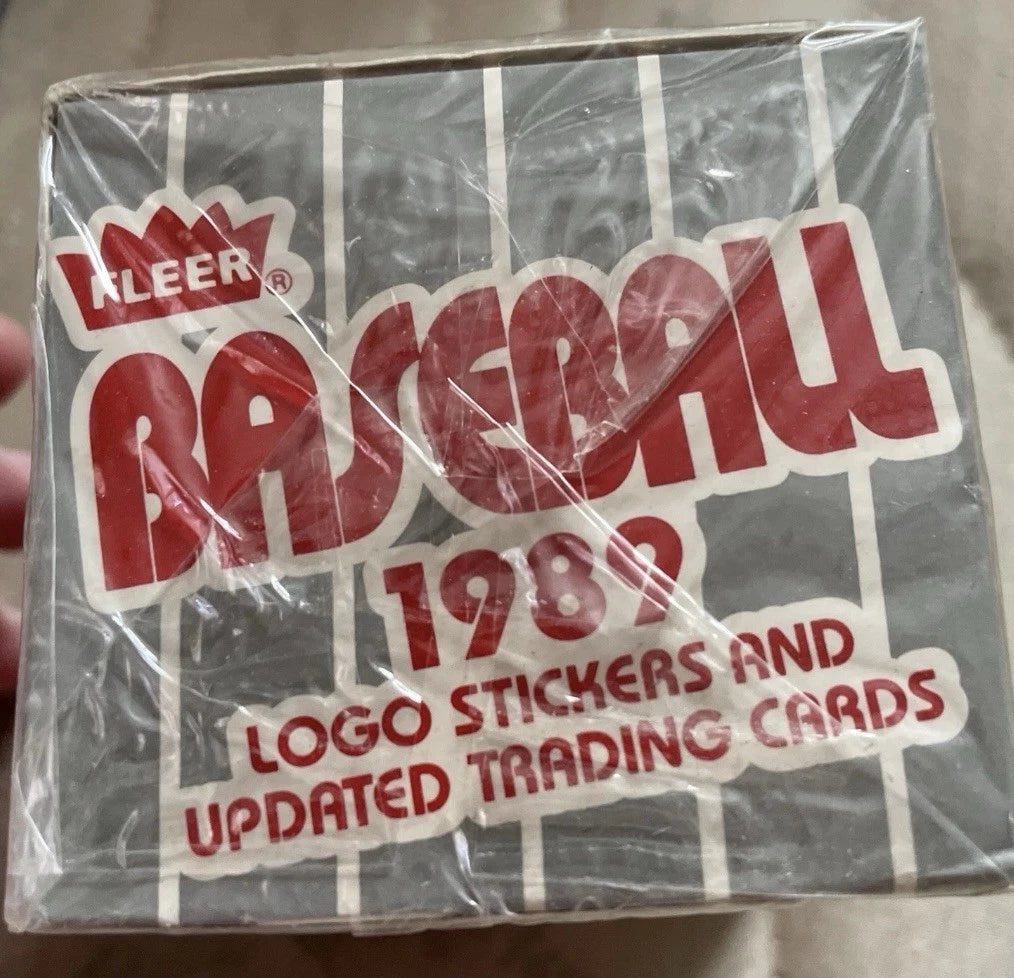 FLEER®
BASEBALL
1989
LOGO STICKERS AND
UPDATED TRADING CARDS